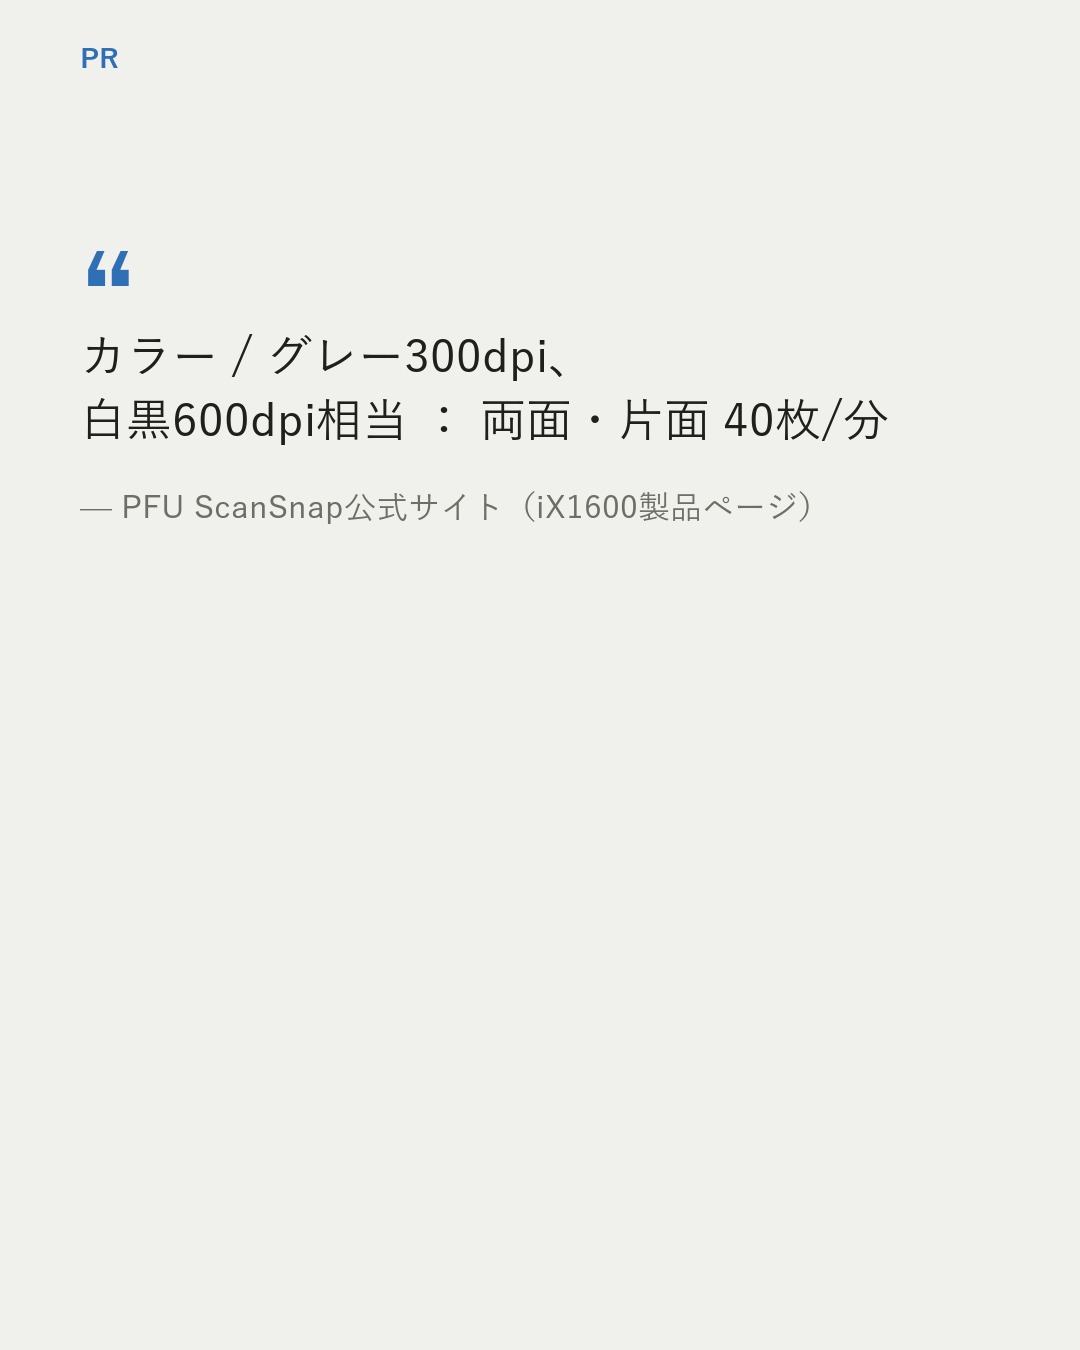 PR
“
カラー / グレー300dpi、
白黒600dpi相当 ： 両面・片面 40枚/分
— PFU ScanSnap公式サイト（iX1600製品ページ）